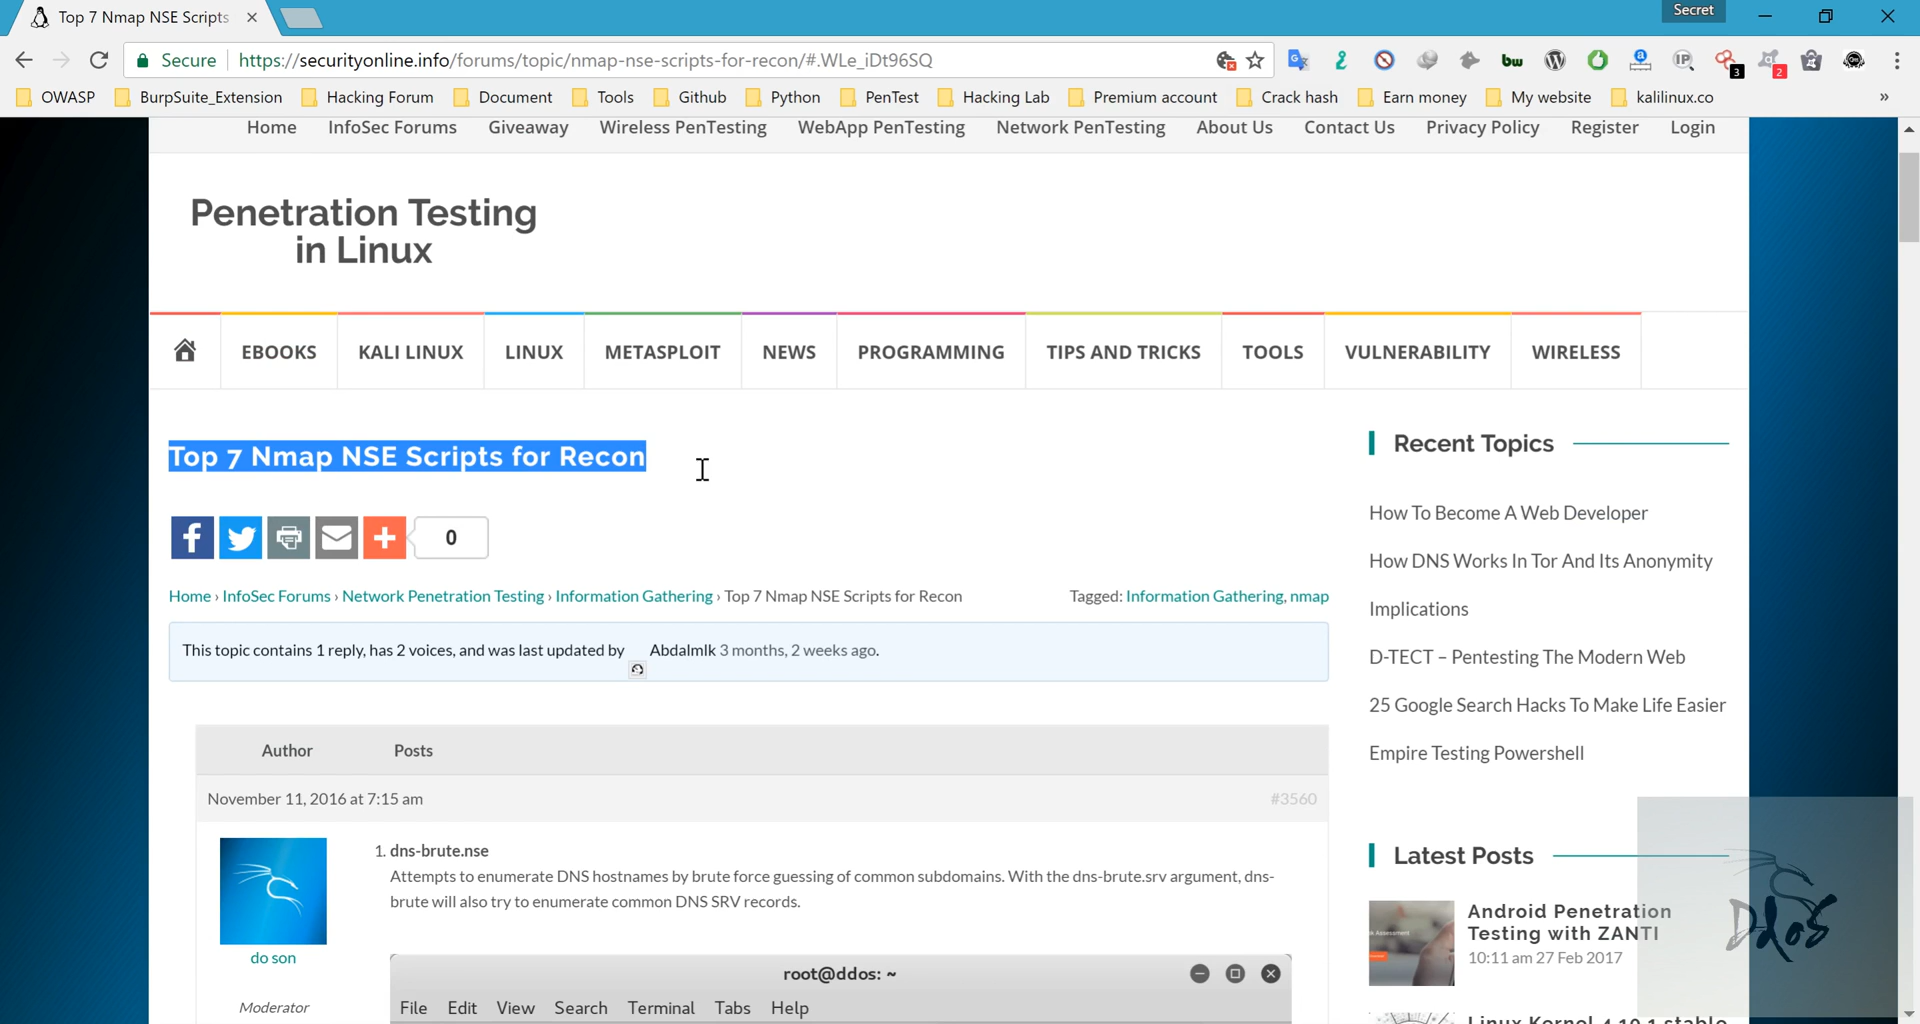 Top 7 Nmap NSE Scripts
Secret
Secure
https://securityonline.info/forums/topic/nmap-nse-scripts-for-recon/#.WLe_iDt96SQ
bw
IP
3
2
OWASP BurpSuite_Extension Hacking Forum Document Tools Github Python PenTest Hacking Lab Premium account Crack hash Earn money My website kalilinux.co »
Home InfoSec Forums Giveaway Wireless PenTesting WebApp PenTesting Network PenTesting About Us Contact Us Privacy Policy Register Login
Penetration Testing
in Linux
EBOOKS KALI LINUX LINUX METASPLOIT NEWS PROGRAMMING TIPS AND TRICKS TOOLS VULNERABILITY WIRELESS
Top 7 Nmap NSE Scripts for Recon
0
Home › InfoSec Forums › Network Penetration Testing › Information Gathering › Top 7 Nmap NSE Scripts for Recon
Tagged: Information Gathering, nmap
This topic contains 1 reply, has 2 voices, and was last updated by Abdalmlk 3 months, 2 weeks ago.
Author Posts
November 11, 2016 at 7:15 am #3560
do son
Moderator
1. dns-brute.nse
Attempts to enumerate DNS hostnames by brute force guessing of common subdomains. With the dns-brute.srv argument, dns-
brute will also try to enumerate common DNS SRV records.
root@ddos: ~
File Edit View Search Terminal Tabs Help
Recent Topics
How To Become A Web Developer
How DNS Works In Tor And Its Anonymity
Implications
D-TECT – Pentesting The Modern Web
25 Google Search Hacks To Make Life Easier
Empire Testing Powershell
Latest Posts
Android Penetration
Testing with ZANTI
10:11 am 27 Feb 2017
Linux Kernel 4.10.1 stable
DdoS